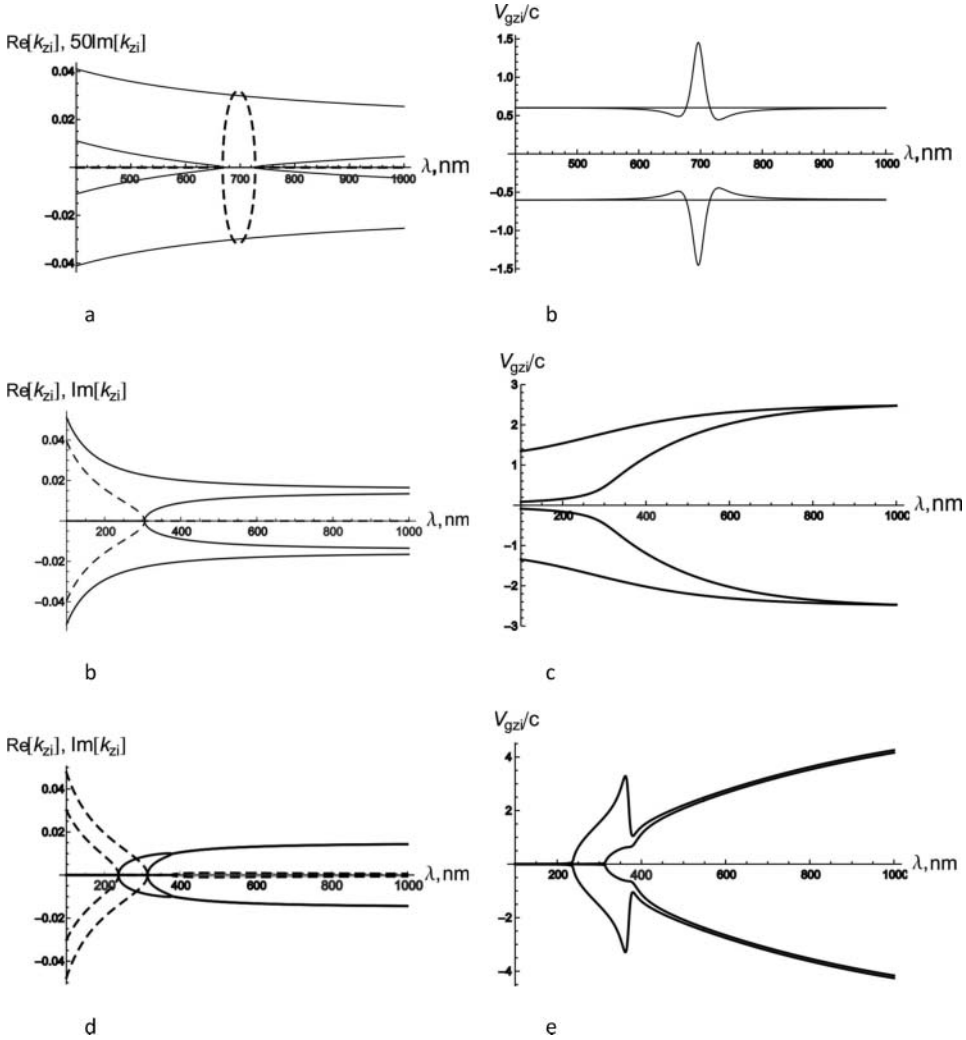 Re[kzi], 50Im[kzi]
0.04
0.02
−0.02
−0.04
500 600 700 800 900 1000 λ,nm
a
Vgzi/c
1.5
1.0
0.5
−0.5
−1.0
−1.5
500 600 700 800 900 1000 λ,nm
b
Re[kzi], Im[kzi]
0.04
0.02
−0.02
−0.04
200 400 600 800 1000 λ,nm
b
Vgzi/c
3
2
1
−1
−2
−3
200 400 600 800 1000 λ,nm
c
Re[kzi], Im[kzi]
0.04
0.02
−0.02
−0.04
200 400 600 800 1000 λ,nm
d
Vgzi/c
4
2
0
−2
−4
200 400 600 800 1000 λ,nm
e